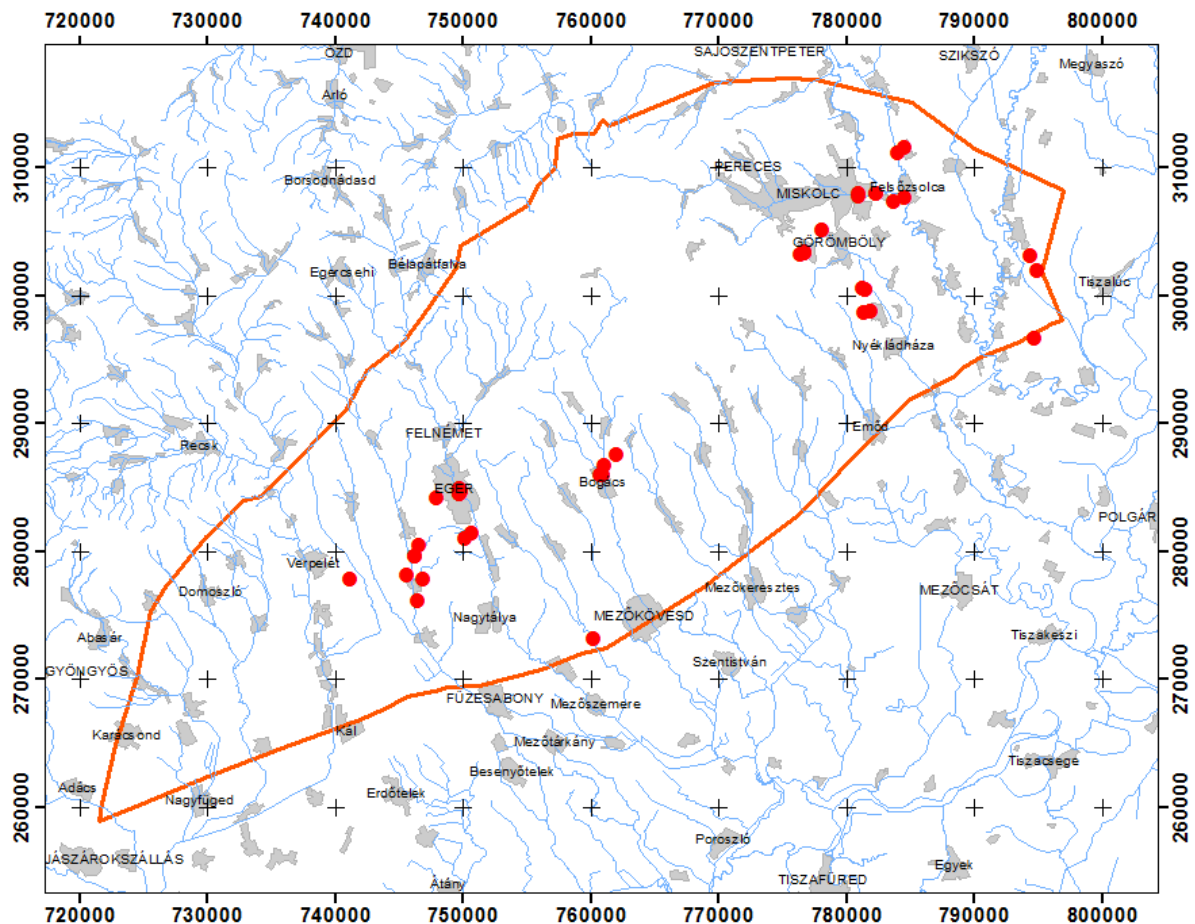 720000 730000 740000 750000 760000 770000 780000 790000 800000
ÓZD
SAJÓSZENTPÉTER
SZIKSZÓ
Megyaszó
Arló
310000
PERECES
310000
Borsodnádasd
MISKOLC
Felsőzsolca
GÖRÖMBÖLY
Egercsehi
Bélapátfalva
300000
Tiszalúc
300000
Nyékládháza
290000
FELNÉMET
Emőd
290000
Recsk
EGER
Bogács
POLGÁR
280000
Verpelét
280000
Domoszló
Mezőkeresztes
MEZŐCSÁT
Nagytálya
MEZŐKÖVESD
Abasár
Tiszakeszi
GYÖNGYÖS
Szentistván
270000
FÜZESABONY
270000
Mezőszemere
Karácsond
Kál
Mezőtárkány
Tiszacsege
Besenyőtelek
Adács
Nagyfüged
Erdőtelek
260000
260000
Poroszló
JÁSZÁROKSZÁLLÁS
Egyek
Átány
TISZAFÜRED
720000 730000 740000 750000 760000 770000 780000 790000 800000